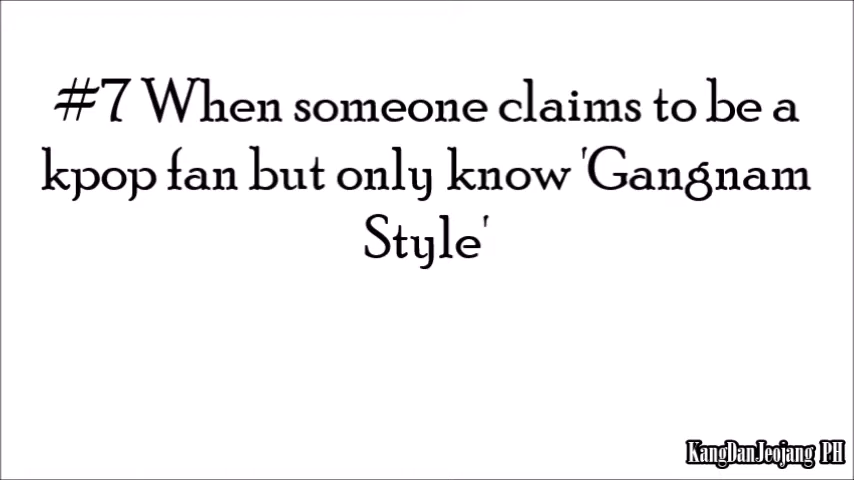 #7 When someone claims to be a
kpop fan but only know 'Gangnam
Style'
KangDanJeojang PH